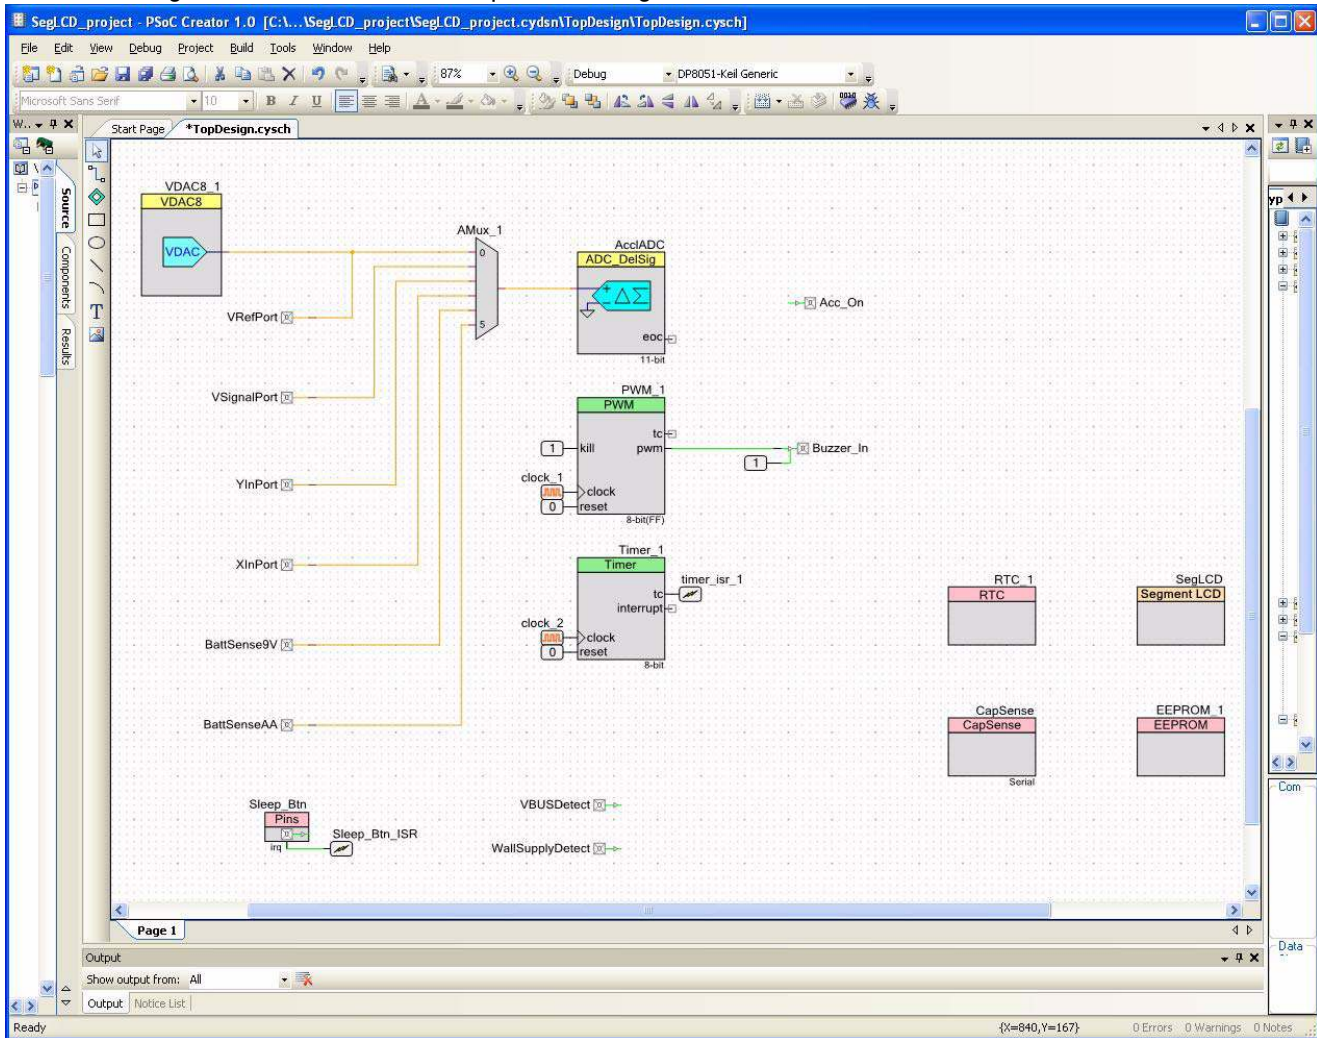 SegLCD_project - PSoC Creator 1.0 [C:\...\SegLCD_project\SegLCD_project.cydsn\TopDesign\TopDesign.cysch]
File Edit View Debug Project Build Tools Window Help
87% Debug DP8051-Keil Generic
Microsoft Sans Serif 10 B I U A
W..
Start Page *TopDesign.cysch
Source
Components
Results
T
VDAC8_1
VDAC8
VDAC
VRefPort
VSignalPort
YInPort
XInPort
BattSense9V
BattSenseAA
AMux_1
0
5
AcclADC
ADC_DelSig
ΔΣ
eoc
11-bit
Acc_On
PWM_1
PWM
tc
1 kill pwm
1
Buzzer_In
clock_1
clock
0 reset
8-bit(FF)
Timer_1
Timer
timer_isr_1
tc
interrupt
clock_2
clock
0 reset
8-bit
RTC_1
RTC
SegLCD
Segment LCD
CapSense
CapSense
Serial
EEPROM_1
EEPROM
Sleep_Btn
Pins
irq
Sleep_Btn_ISR
VBUSDetect
WallSupplyDetect
yp
Com
Data
Page 1
Output
Show output from: All
Output Notice List
Ready {X=840,Y=167} 0 Errors 0 Warnings 0 Notes